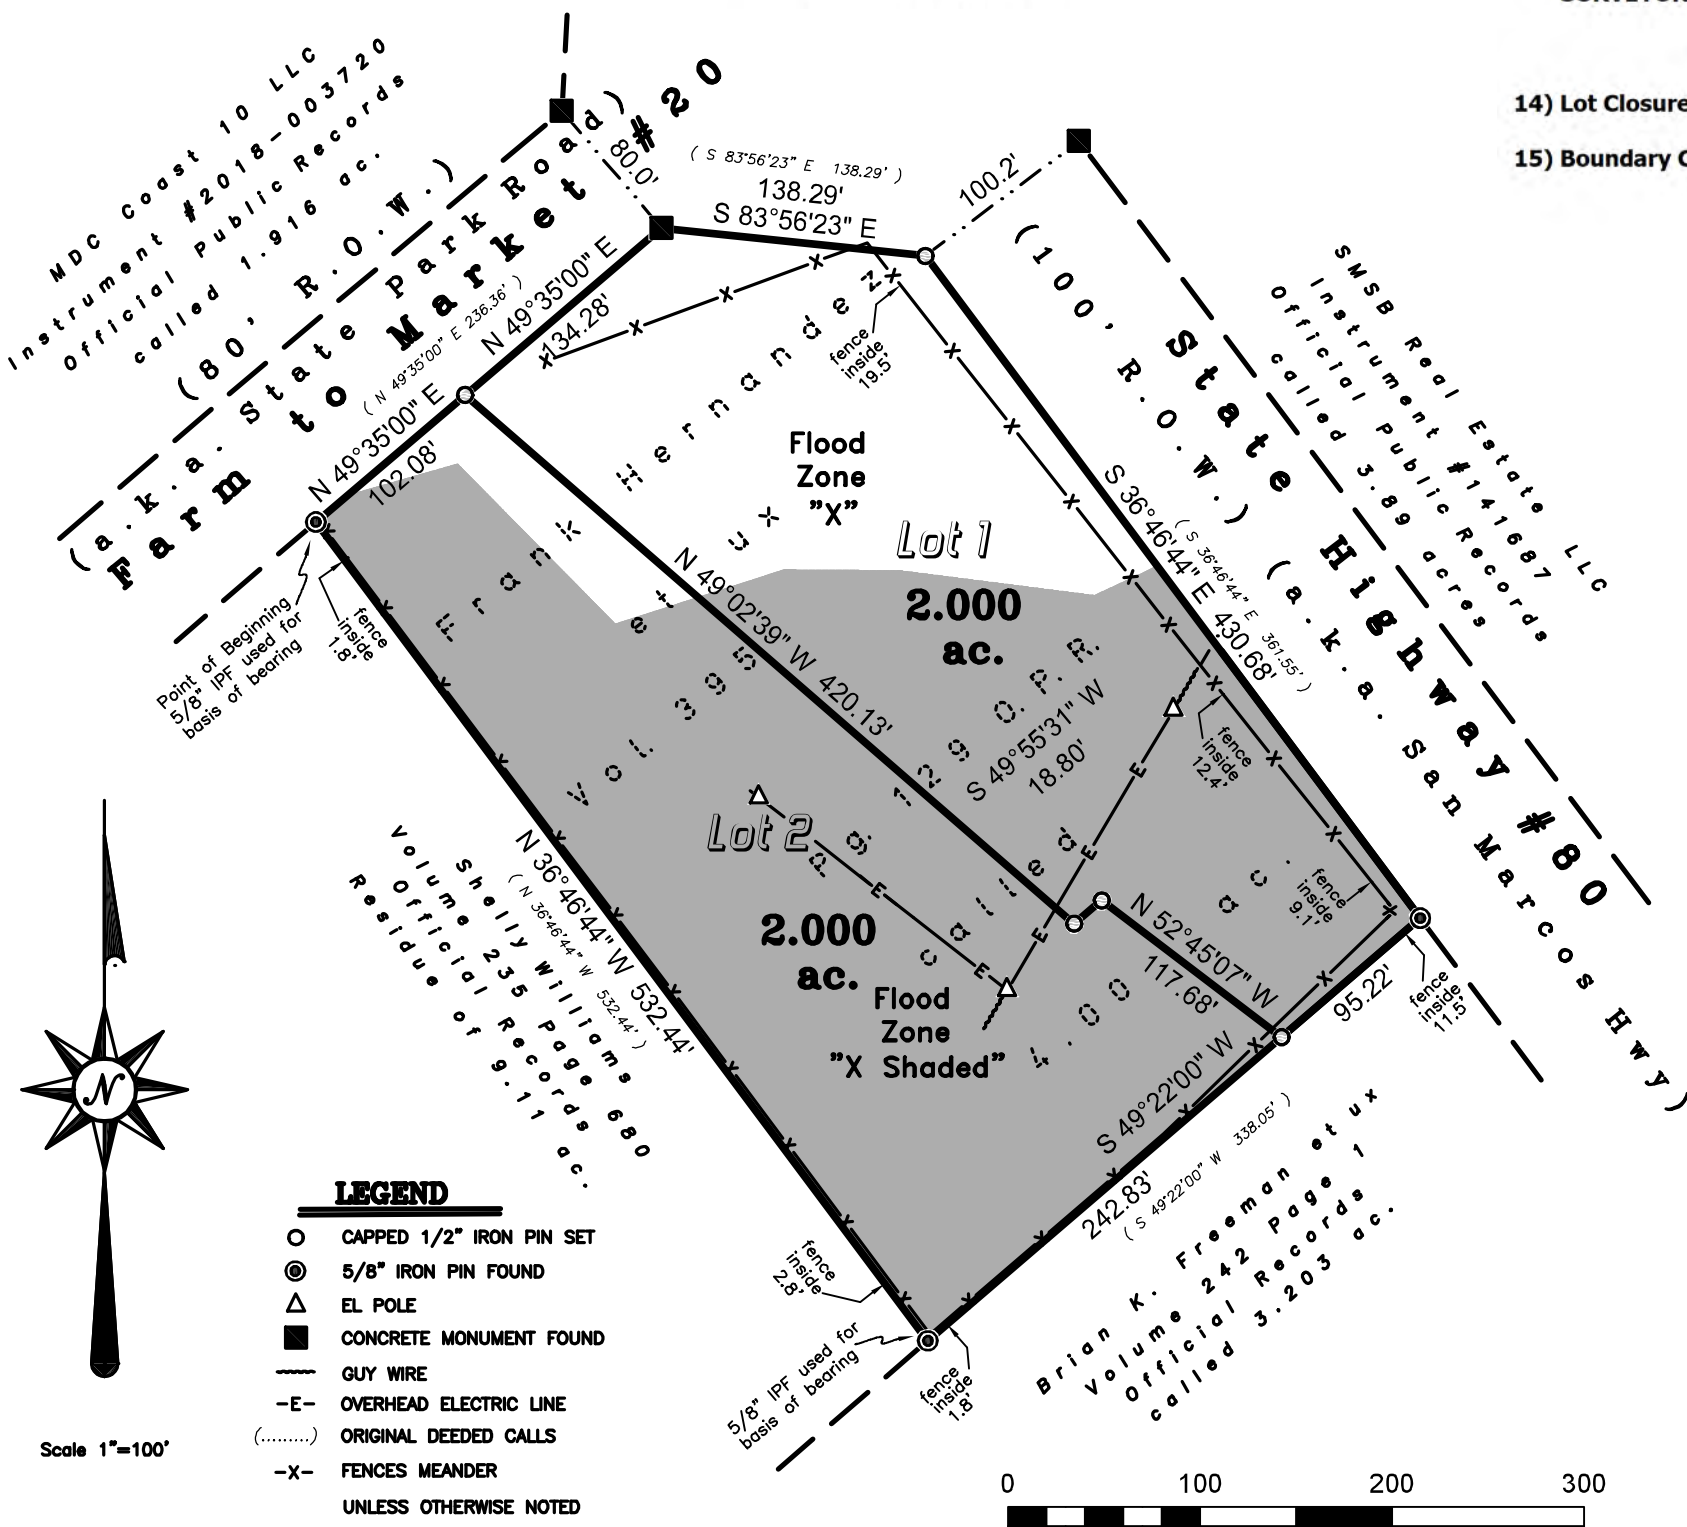 14) Lot Closure
15) Boundary C
MDC Coast 10 LLC
Instrument #2018-003720
Official Public Records
called 1.916 ac.
(80' R.O.W.)
(a.k.a. State Park Road)
Farm to Market #20
80.0'
( S 83°56'23" E 138.29' )
138.29'
S 83°56'23" E
100.2'
N 49°35'00" E
134.28'
( N 49°35'00" E 236.36' )
N 49°35'00" E
102.08'
fence
inside
19.5'
(100' R.O.W.)
State Highway #80
(a.k.a. San Marcos Hwy)
SMSB Real Estate LLC
Instrument #141687
Official Public Records
called 3.89 acres
Flood
Zone
"X"
Lot 1
2.000
ac.
S 36°46'44" E 430.68'
( S 36°46'44" E 361.55' )
Point of Beginning
5/8" IPF used for
basis of bearing
fence
inside
1.8'
Frank Hernandez
et ux
Vol. 395
Pg. 129 O.P.R.
called
4.00 ac.
N 49°02'39" W 420.13'
S 49°55'31" W
18.80'
fence
inside
12.4'
Lot 2
2.000
ac.
Flood
Zone
"X Shaded"
E
E
E
E
E
N 52°45'07" W
117.68'
fence
inside
9.1'
95.22'
fence
inside
11.5'
N 36°46'44" W 532.44'
( N 36°46'44" W 532.44' )
Shelly Williams
Volume 235 Page 680
Official Records
Residue of 9.11 ac.
S 49°22'00" W
242.83'
( S 49°22'00" W 338.05' )
Brian K. Freeman et ux
Volume 242 Page 1
Official Records
called 3.203 ac.
fence
inside
2.8'
5/8" IPF used for
basis of bearing
fence
inside
1.8'
N
Scale 1"=100'
LEGEND
CAPPED 1/2" IRON PIN SET
5/8" IRON PIN FOUND
EL POLE
CONCRETE MONUMENT FOUND
GUY WIRE
-E- OVERHEAD ELECTRIC LINE
(.........) ORIGINAL DEEDED CALLS
-X- FENCES MEANDER
UNLESS OTHERWISE NOTED
0 100 200 300